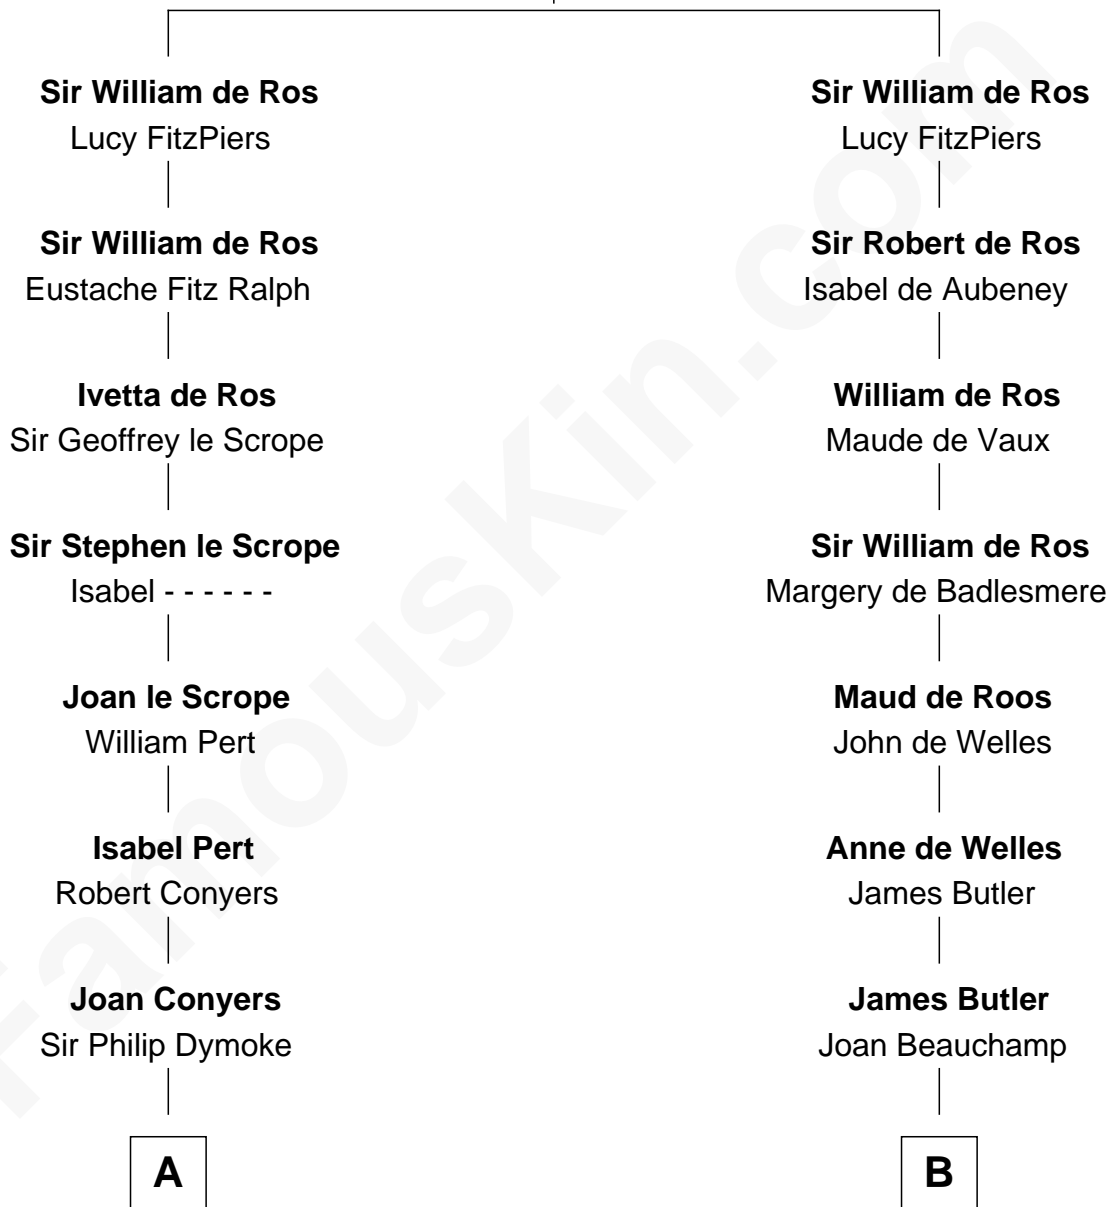 Sir William de Ros
Lucy FitzPiers
Sir William de Ros
Eustache Fitz Ralph
Ivetta de Ros
Sir Geoffrey le Scrope
Sir Stephen le Scrope
Isabel - - - - - -
Joan le Scrope
William Pert
Isabel Pert
Robert Conyers
Joan Conyers
Sir Philip Dymoke
A
Sir William de Ros
Lucy FitzPiers
Sir Robert de Ros
Isabel de Aubeney
William de Ros
Maude de Vaux
Sir William de Ros
Margery de Badlesmere
Maud de Roos
John de Welles
Anne de Welles
James Butler
James Butler
Joan Beauchamp
B
FamousKin.com